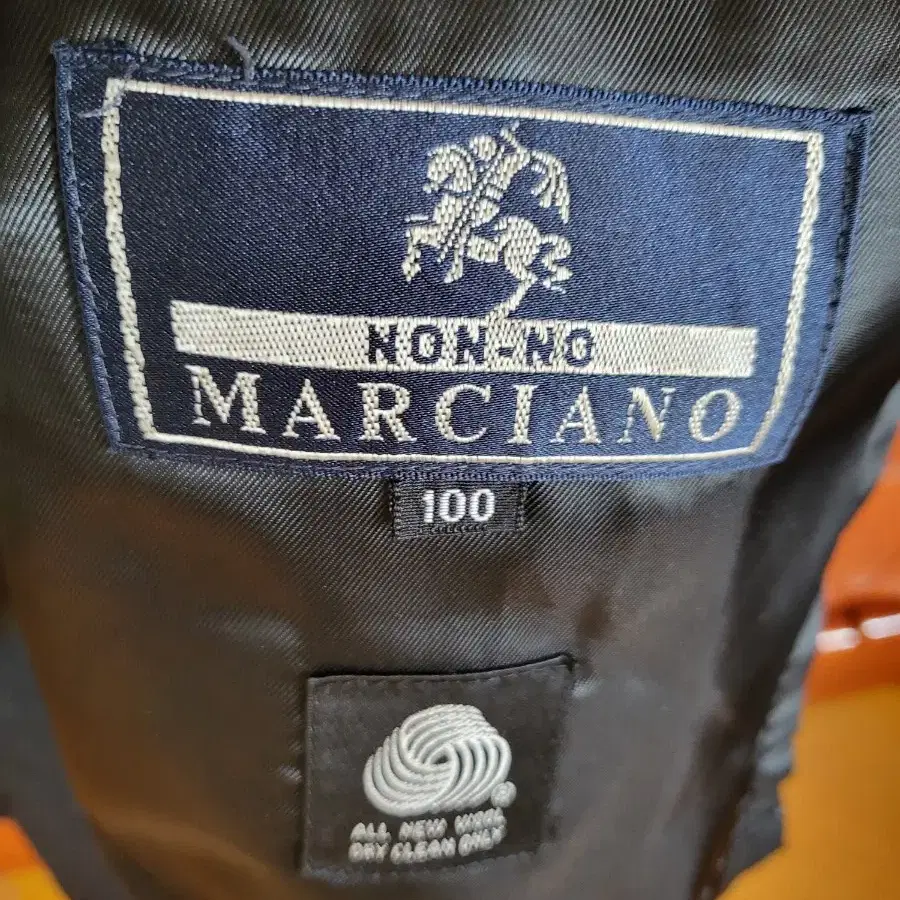 NON-NO
MARCIANO
100
ALL NEW WOOL
DRY CLEAN ONLY